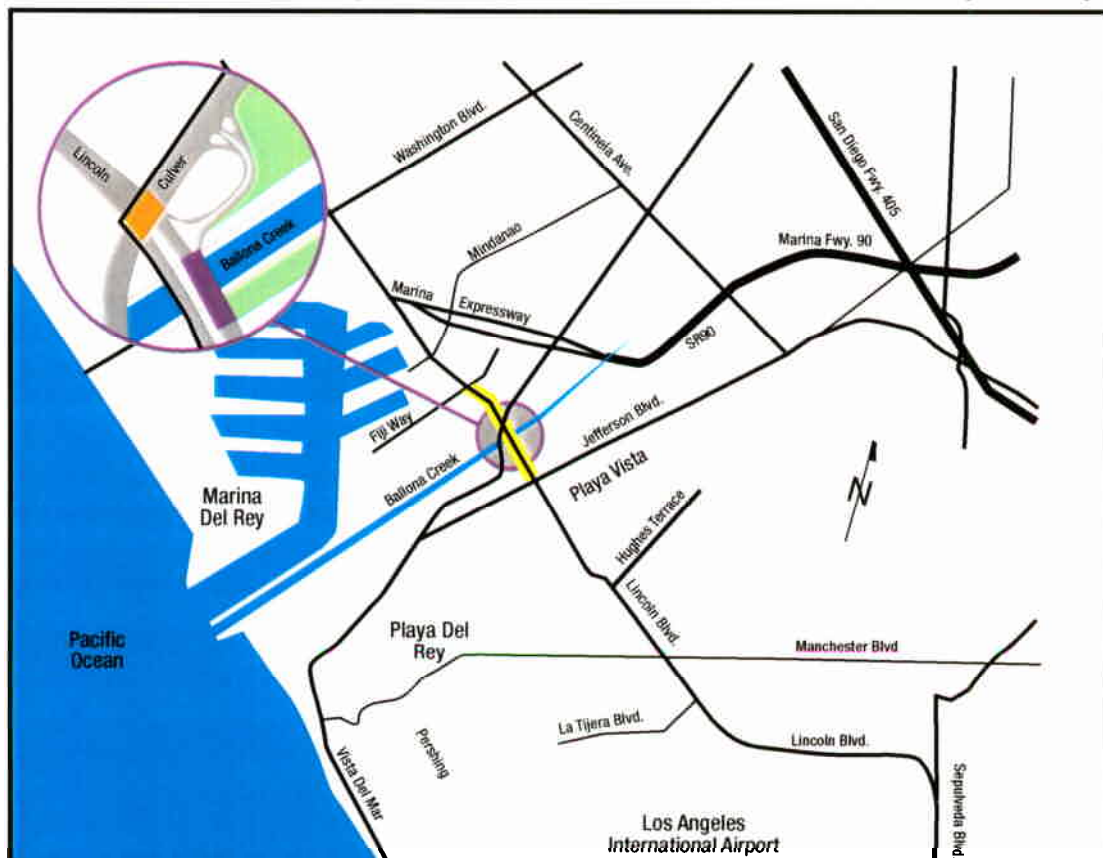 Washington Blvd.
Centinela Ave.
San Diego Fwy. 405
Lincoln
Culver
Ballona Creek
Mindanao
Marina Fwy. 90
Marina
Expressway
SR90
Fiji Way
Jefferson Blvd.
Ballona Creek
Playa Vista
Marina
Del Rey
N
Hughes Terrace
Lincoln Blvd.
Pacific
Ocean
Playa Del
Rey
Manchester Blvd
La Tijera Blvd.
Pershing
Lincoln Blvd.
Vista Del Mar
Sepulveda Blvd
Los Angeles
International Airport